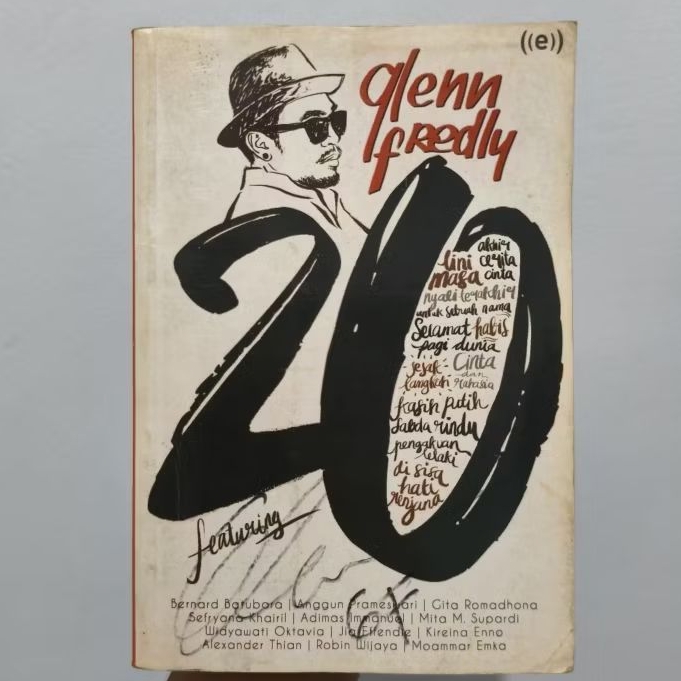 ((e))
glenn
fredly
20
akhir
cerita
cinta
lini
masa
nyali terakhir
untuk sebuah nama
Selamat habis
pagi dunia
sesak Cinta
dan
langkah rahasia
kasih putih
Sabda rindu
pengakuan
lelaki
di sisa
hati
renjana
featuring
Bernard Batubara | Anggun Prameswari | Gita Romadhona
Sefryana Khairil | Adimas Immanuel | Mita M. Supardi
Widyawati Oktavia | Jia Effendie | Kireina Enno
Alexander Thian | Robin Wijaya | Moammar Emka
GF